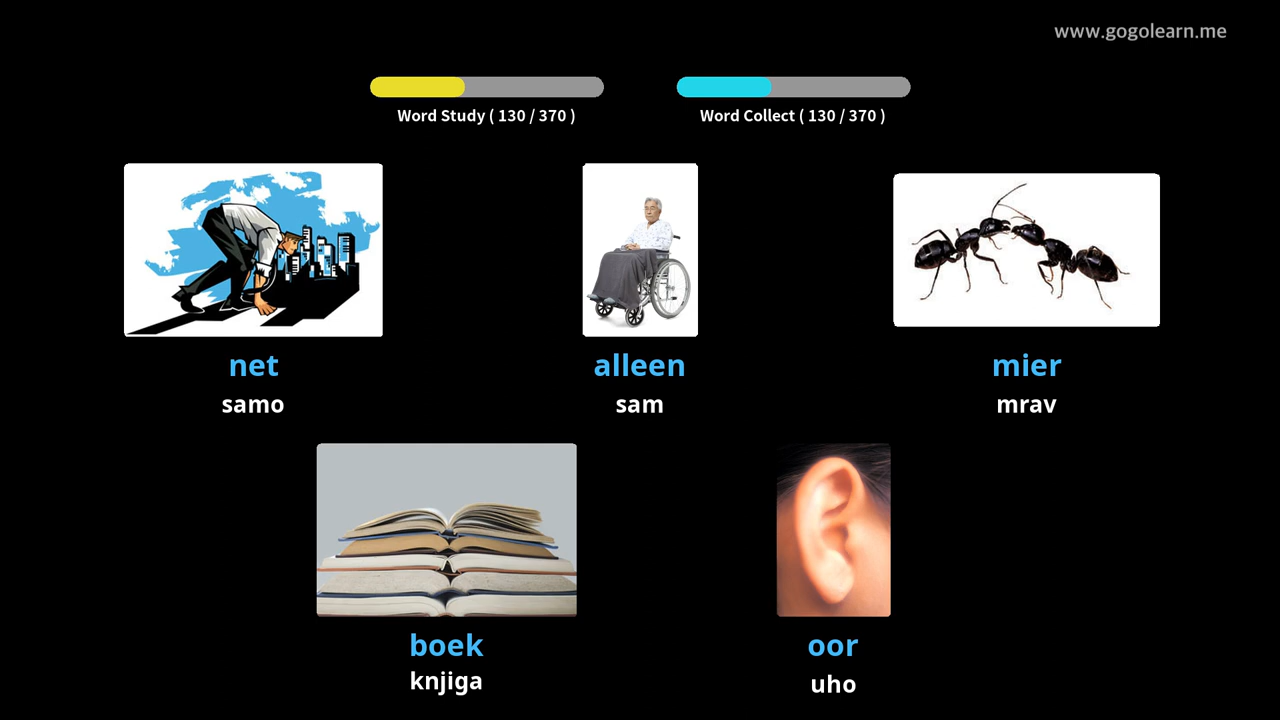 www.gogolearn.me
Word Study ( 130 / 370 )
Word Collect ( 130 / 370 )
net
samo
alleen
sam
mier
mrav
boek
knjiga
oor
uho